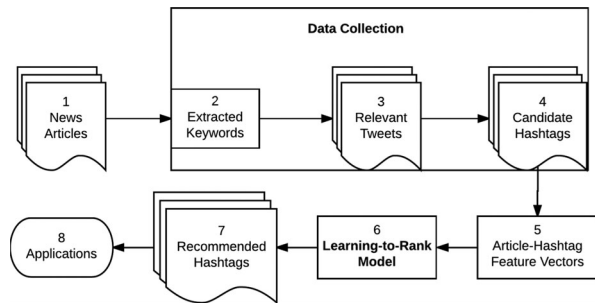 Data Collection
1
News
Articles
2
Extracted
Keywords
3
Relevant
Tweets
4
Candidate
Hashtags
5
Article-Hashtag
Feature Vectors
6
Learning-to-Rank
Model
7
Recommended
Hashtags
8
Applications